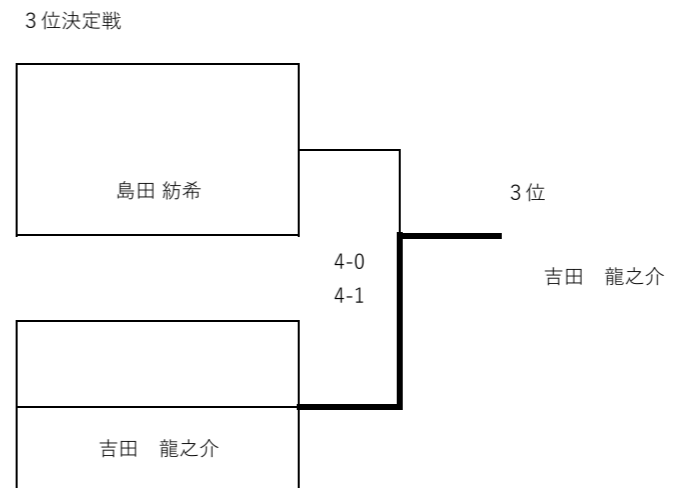 ３位決定戦
島田 紡希
３位
4-0
吉田　龍之介
4-1
吉田　龍之介